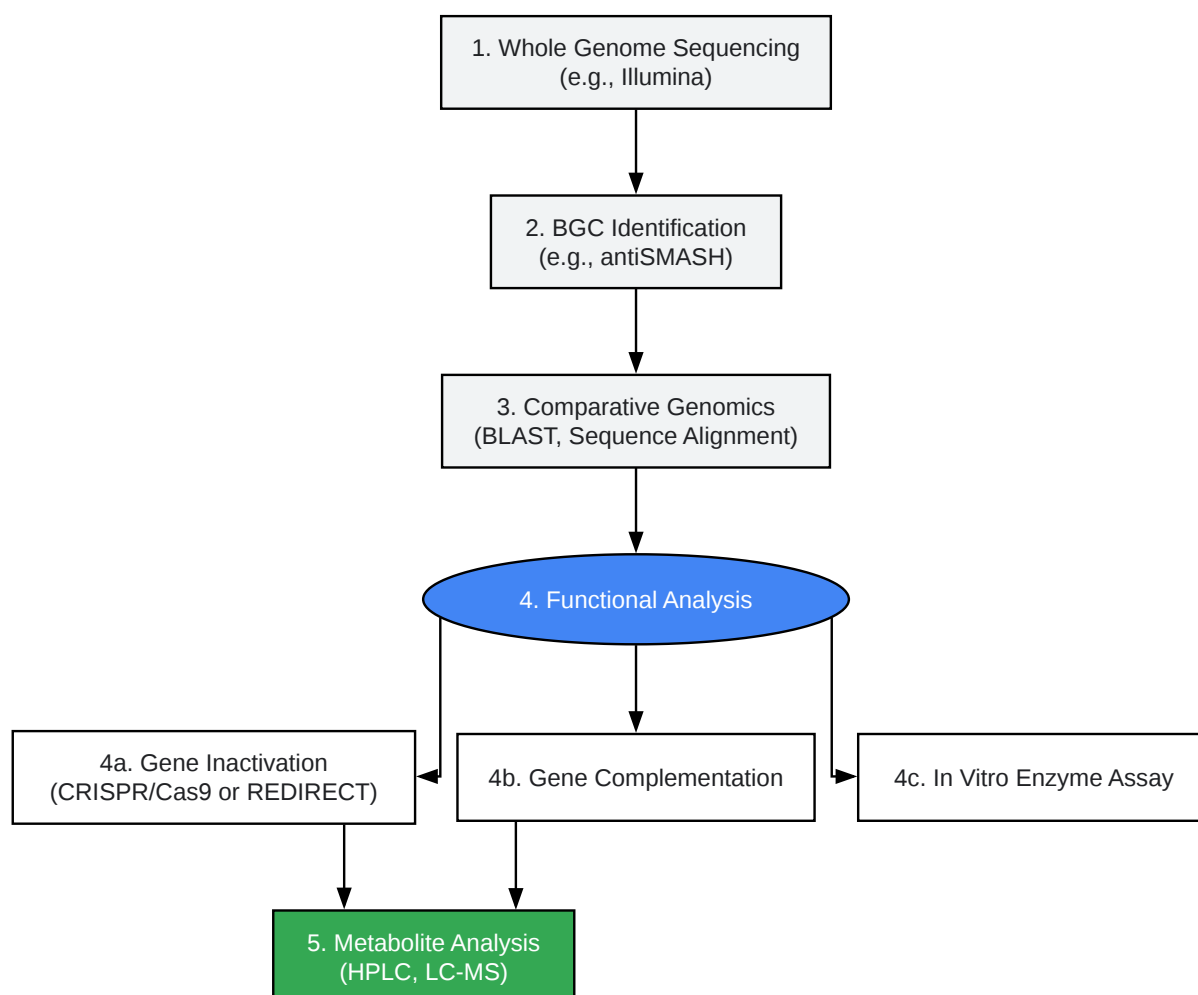 1. Whole Genome Sequencing
(e.g., Illumina)
2. BGC Identification
(e.g., antiSMASH)
3. Comparative Genomics
(BLAST, Sequence Alignment)
4. Functional Analysis
4a. Gene Inactivation
(CRISPR/Cas9 or REDIRECT)
4b. Gene Complementation
4c. In Vitro Enzyme Assay
5. Metabolite Analysis
(HPLC, LC-MS)